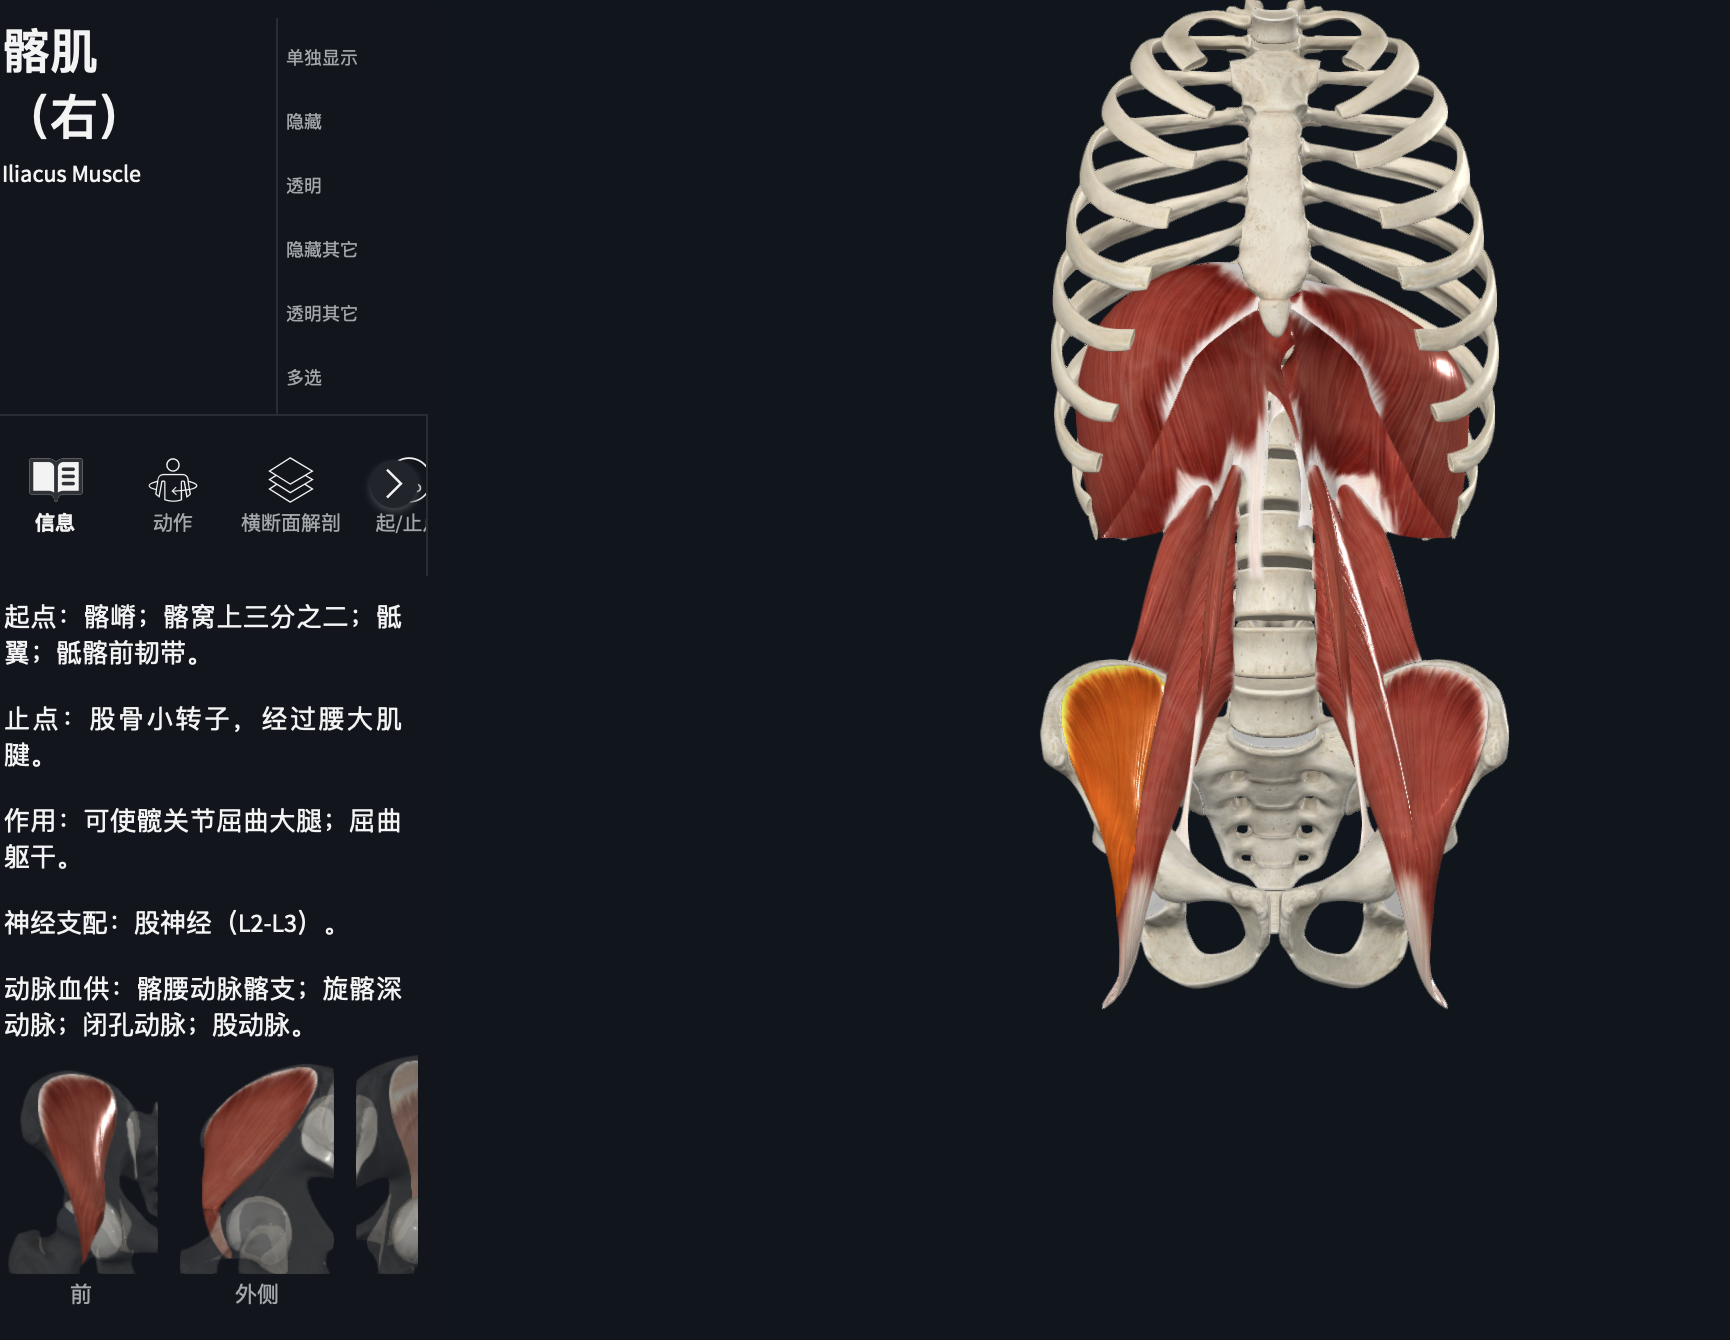 髂肌
（右）
Iliacus Muscle
单独显示
隐藏
透明
隐藏其它
透明其它
多选
信息
动作
横断面解剖
起/止
起点：髂嵴；髂窝上三分之二；骶
翼；骶髂前韧带。
止点：股骨小转子，经过腰大肌
腱。
作用：可使髋关节屈曲大腿；屈曲
躯干。
神经支配：股神经（L2-L3）。
动脉血供：髂腰动脉髂支；旋髂深
动脉；闭孔动脉；股动脉。
前
外侧